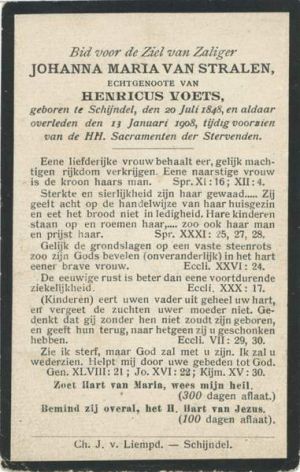 Bid voor de Ziel van Zaliger
JOHANNA MARIA VAN STRALEN,
ECHTGENOOTE VAN
HENRICUS VOETS,
geboren te Schijndel, den 20 Juli 1848, en aldaar
overleden den 13 Januari 1908, tijdig voorzien
van de HH. Sacramenten der Stervenden.
Eene liefderijke vrouw behaalt eer, gelijk mach-
tigen rijkdom verkrijgen. Eene naarstige vrouw
is de kroon haars man. Spr. XI: 16; XII: 4.
Sterkte en sierlijkheid zijn haar gewaad..... Zij
geeft acht op de handelwijze van haar huisgezin
en eet het brood niet in ledigheid. Hare kinderen
staan op en roemen haar,.... zoo ook haar man
en prijst haar. Spr. XXXI: 25, 27, 28.
Gelijk de grondslagen op een vaste steenrots
zoo zijn Gods bevelen (onveranderlijk) in het hart
eener brave vrouw. Eccli. XXVI: 24.
De eeuwige rust is beter dan eene voortdurende
ziekelijkheid. Eccl. XXX: 17.
(Kinderen) eert uwen vader uit geheel uw hart,
en vergeet de zuchten uwer moeder niet. Ge-
denkt dat gij zonder hen niet zoudt zijn geboren,
en geeft hun terug, hetgeen zij u geschonken
hebben. Eccli. VII: 29, 30.
Zie ik sterf, maar God zal met u zijn. Ik zal u
wederzien. Helpt mij door uwe gebeden tot God.
Gen. XLVIII: 21; Jo. XVI: 22; Kijm. XV: 30.
Zoet Hart van Maria, wees mijn heil.
(300 dagen aflaat.)
Bemind zij overal, het H. Hart van Jezus.
(100 dagen aflaat.)
Ch. J. v. Liempd. — Schijndel.